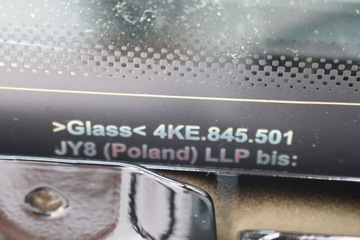 >Glass< 4KE.845.501
JY8 (Poland) LLP bis: